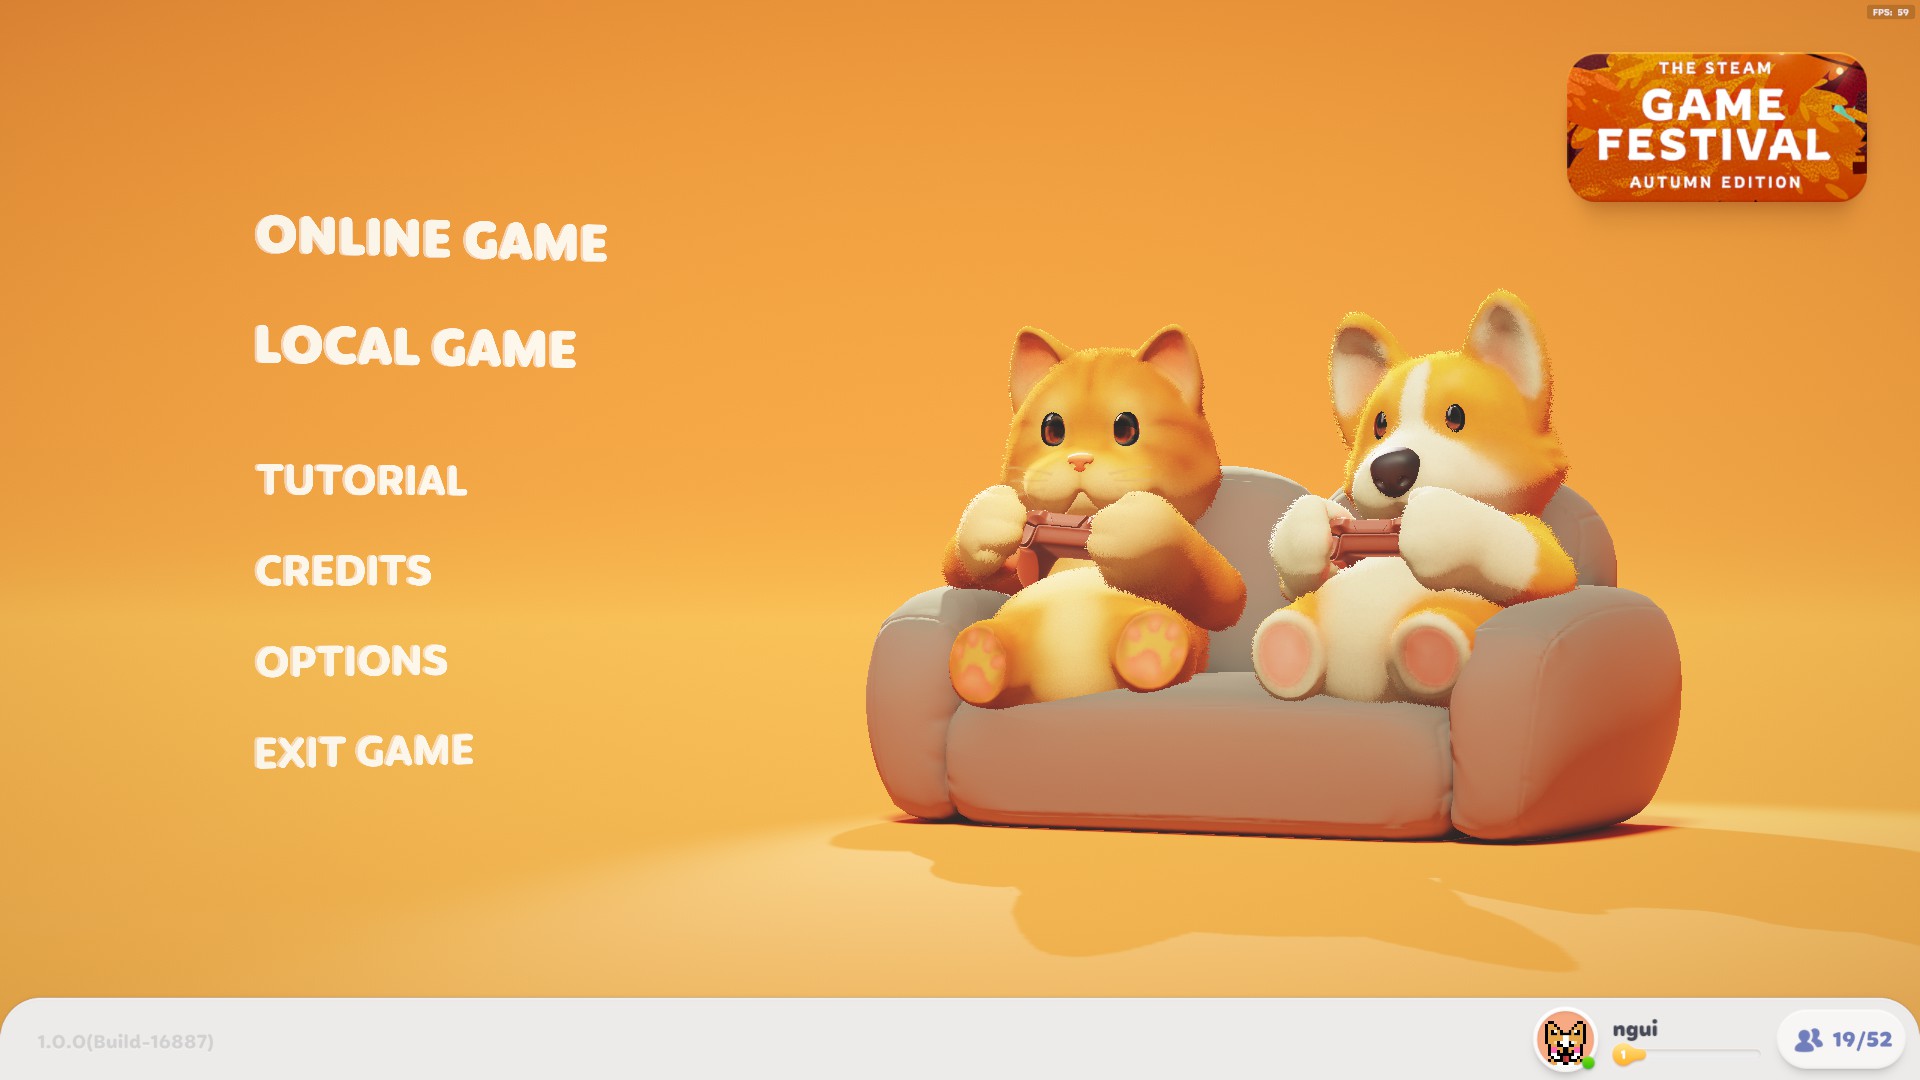 FPS: 59
THE STEAM
GAME
FESTIVAL
AUTUMN EDITION
ONLINE GAME
LOCAL GAME
TUTORIAL
CREDITS
OPTIONS
EXIT GAME
1.0.0(Build-16887)
ngui
1
19/52